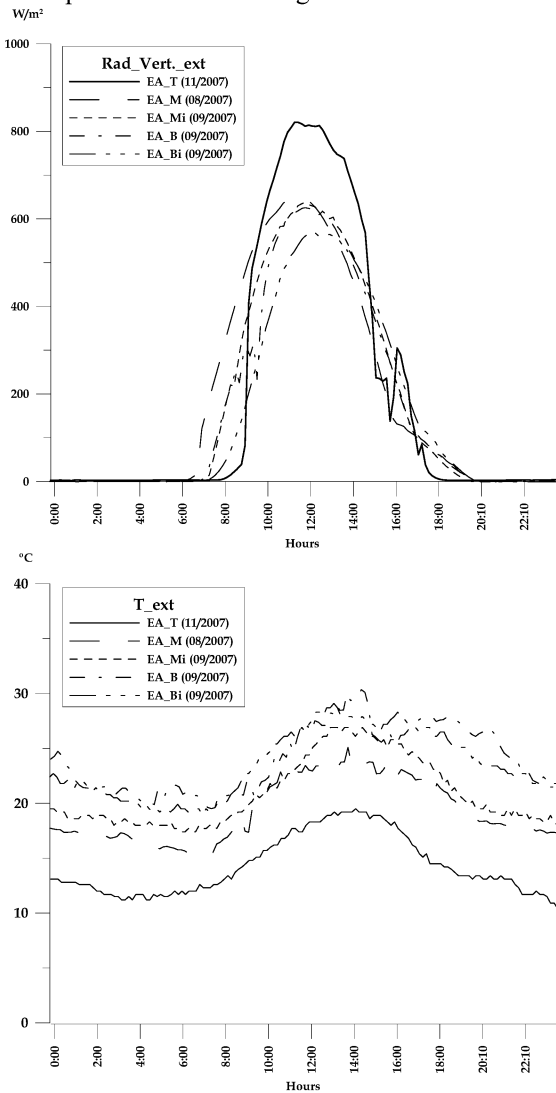 W/m²
1000
800
600
400
200
0
Rad_Vert._ext
EA_T (11/2007)
EA_M (08/2007)
EA_Mi (09/2007)
EA_B (09/2007)
EA_Bi (09/2007)
0:00 2:00 4:00 6:00 8:00 10:00 12:00 14:00 16:00 18:00 20:10 22:10
Hours
ºC
40
30
20
10
0
T_ext
EA_T (11/2007)
EA_M (08/2007)
EA_Mi (09/2007)
EA_B (09/2007)
EA_Bi (09/2007)
0:00 2:00 4:00 6:00 8:00 10:00 12:00 14:00 16:00 18:00 20:10 22:10
Hours